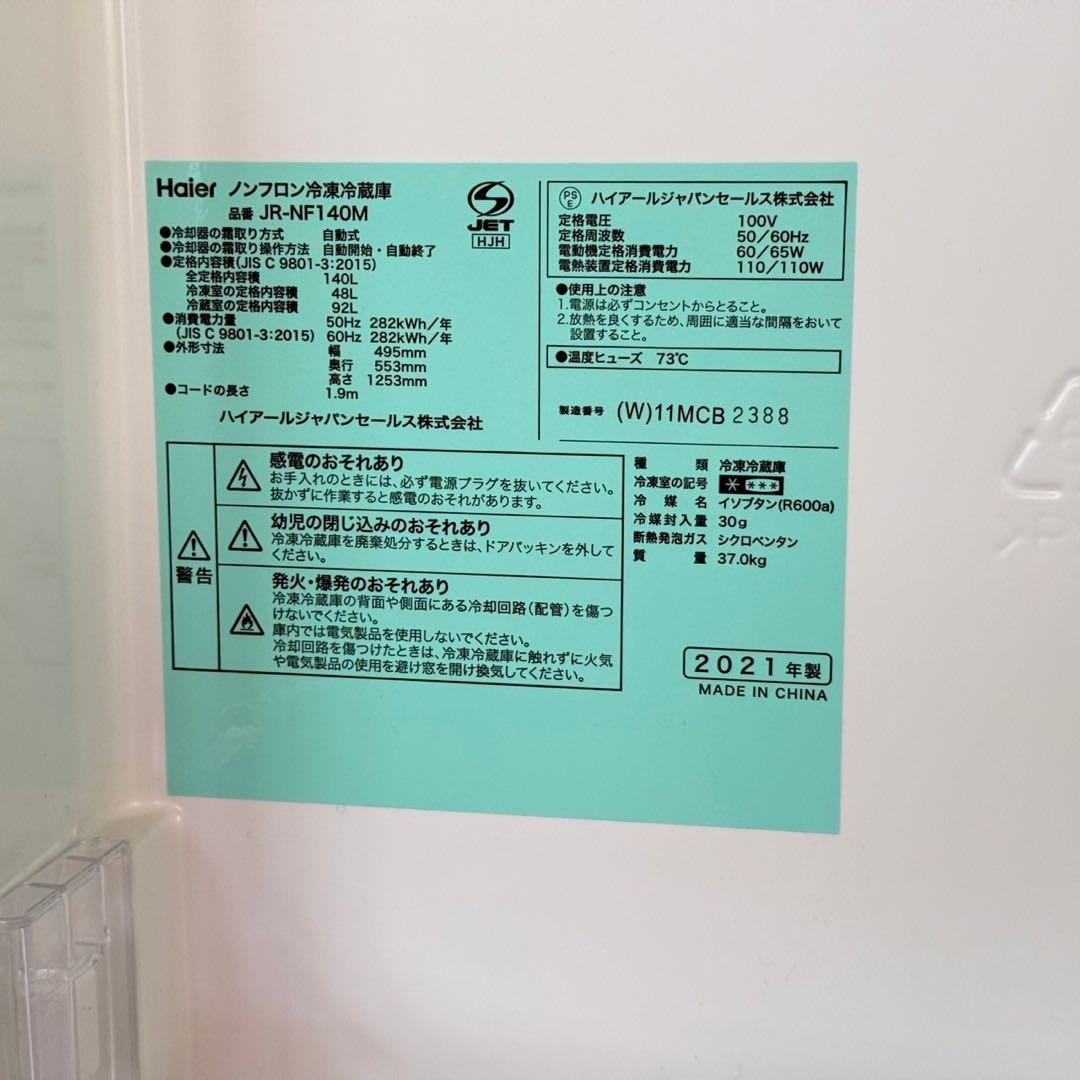 Haier ノンフロン冷凍冷蔵庫
品番 JR-NF140M
●冷却器の霜取り方式 自動式
●冷却器の霜取り操作方法 自動開始・自動終了
●定格内容積(JIS C 9801-3:2015)
全定格内容積 140L
冷凍室の定格内容積 48L
冷蔵室の定格内容積 92L
●消費電力量 50Hz 282kWh/年
(JIS C 9801-3:2015) 60Hz 282kWh/年
●外形寸法 幅 495mm
奥行 553mm
高さ 1253mm
●コードの長さ 1.9m
ハイアールジャパンセールス株式会社
S
JET
HJH
PS
E
ハイアールジャパンセールス株式会社
定格電圧 100V
定格周波数 50/60Hz
電動機定格消費電力 60/65W
電熱装置定格消費電力 110/110W
●使用上の注意
1.電源は必ずコンセントからとること。
2.放熱を良くするため、周囲に適当な間隔をおいて
設置すること。
●温度ヒューズ 73℃
製造番号 (W)11MCB 2388
警告
感電のおそれあり
お手入れのときには、必ず電源プラグを抜いてください。
抜かずに作業すると感電のおそれがあります。
幼児の閉じ込みのおそれあり
冷凍冷蔵庫を廃棄処分するときは、ドアパッキンを外して
ください。
発火・爆発のおそれあり
冷凍冷蔵庫の背面や側面にある冷却回路(配管)を傷つ
けないでください。
庫内では電気製品を使用しないでください。
冷却回路を傷つけたときは、冷凍冷蔵庫に触れずに火気
や電気製品の使用を避け窓を開け換気してください。
種類 冷凍冷蔵庫
冷凍室の記号 * ***
冷媒名 イソブタン(R600a)
冷媒封入量 30g
断熱発泡ガス シクロペンタン
質量 37.0kg
2021年製
MADE IN CHINA